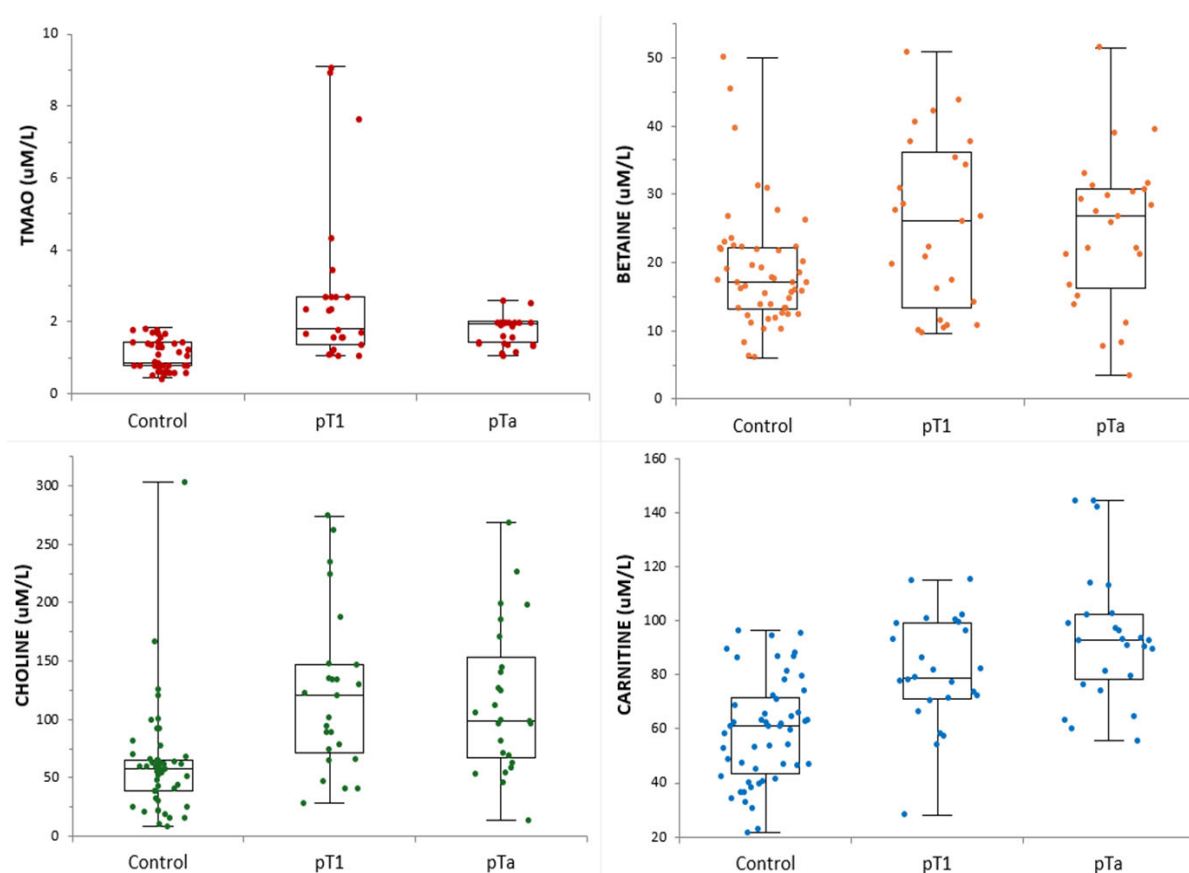 TMAO (uM/L)
10
8
6
4
2
0
Control
pT1
pTa
BETAINE (uM/L)
50
40
30
20
10
0
Control
pT1
pTa
CHOLINE (uM/L)
300
250
200
150
100
50
0
Control
pT1
pTa
CARNITINE (uM/L)
160
140
120
100
80
60
40
20
Control
pT1
pTa